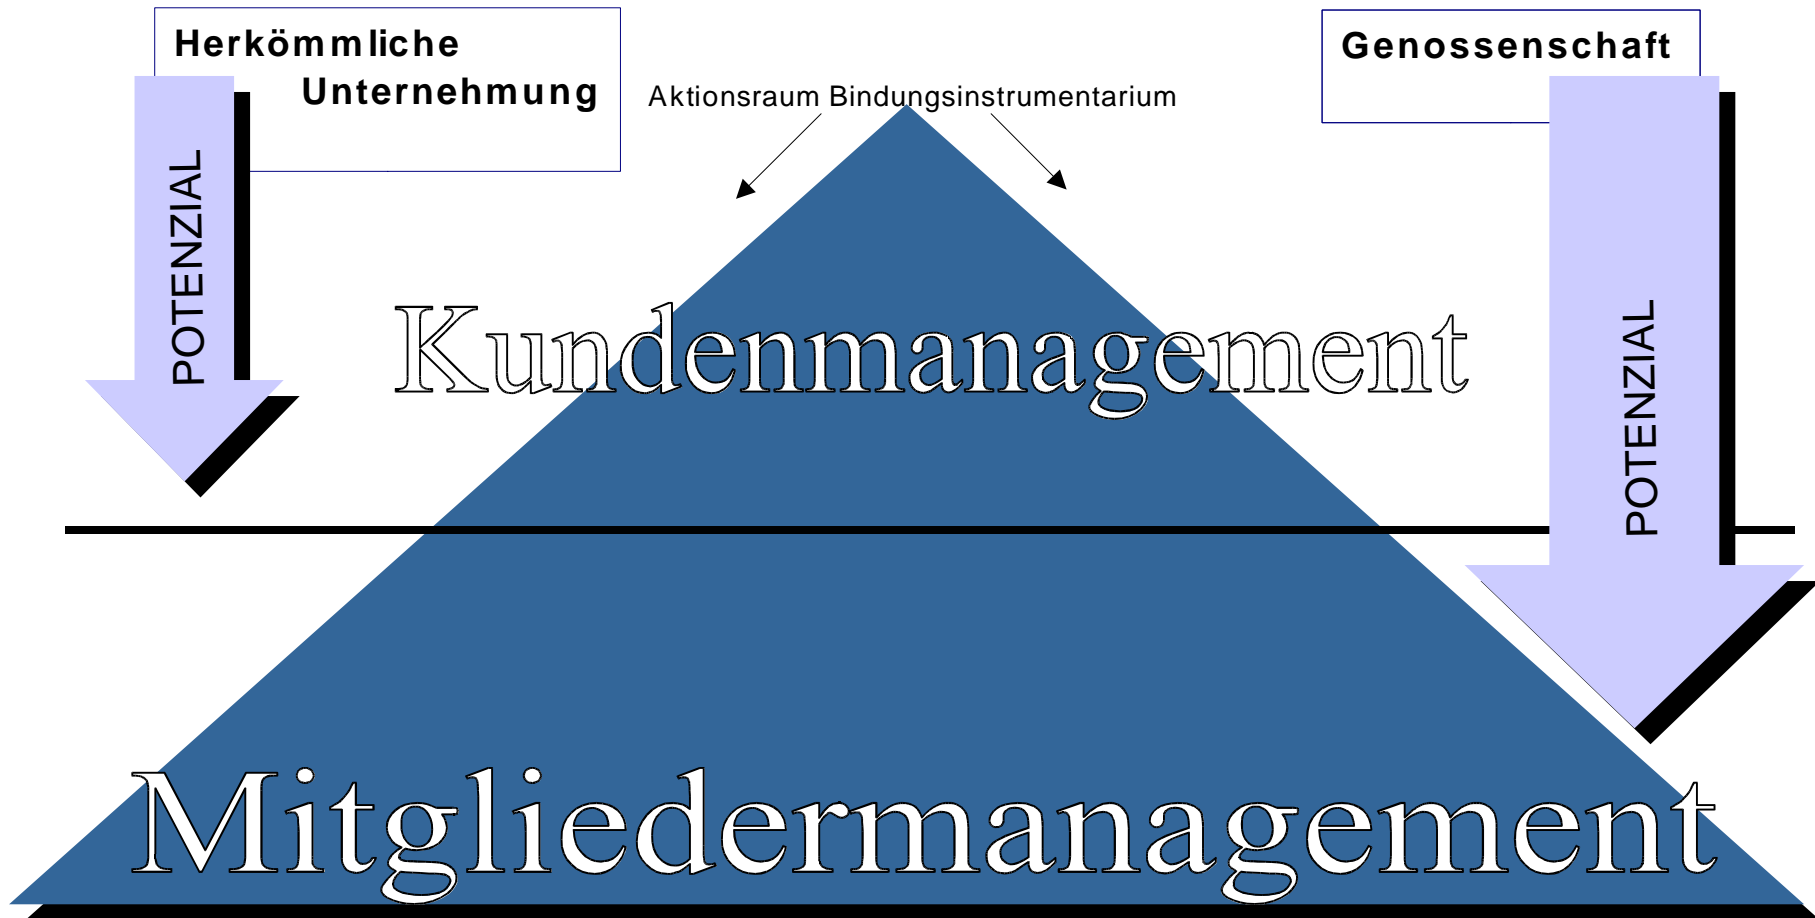 Herkömmliche
Unternehmung
Genossenschaft
Aktionsraum Bindungsinstrumentarium
POTENZIAL
POTENZIAL
Kundenmanagement
Mitgliedermanagement